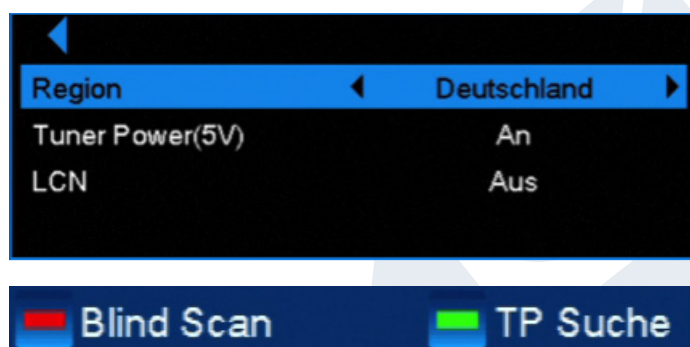 Region Deutschland
Tuner Power(5V) An
LCN Aus
Blind Scan TP Suche